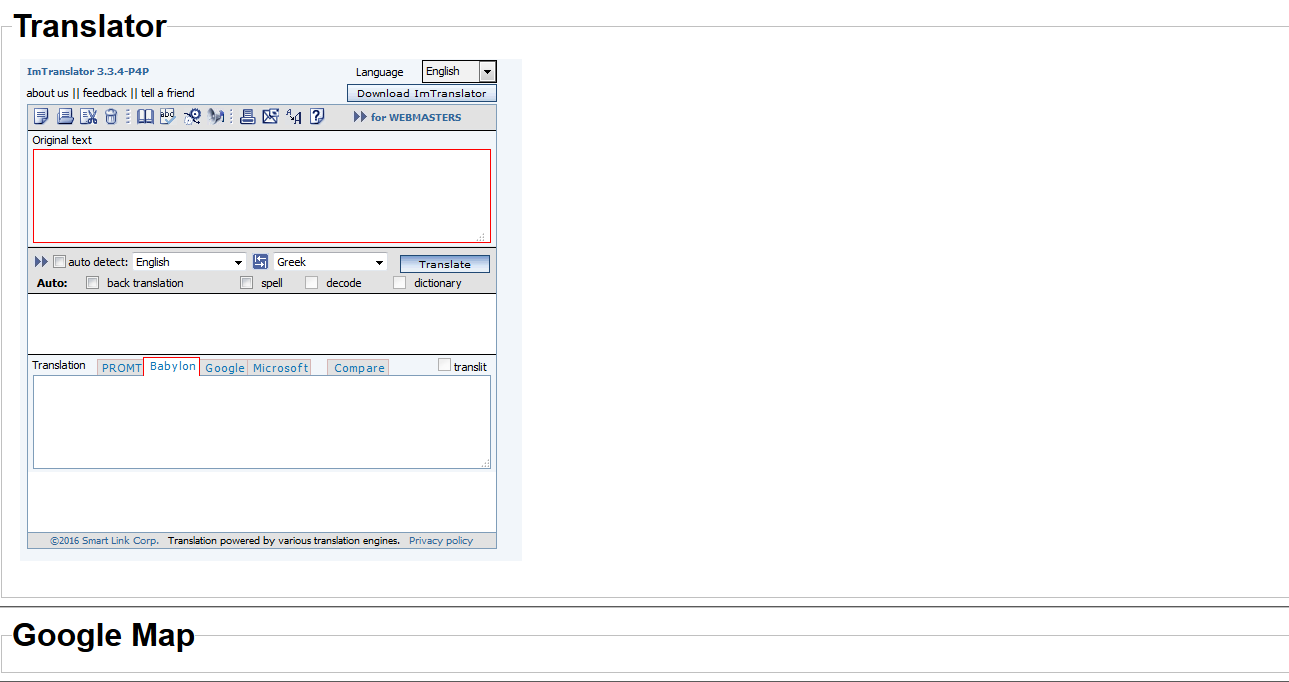 Translator
ImTranslator 3.3.4-P4P
Language English
about us || feedback || tell a friend
Download ImTranslator
abc
A A ?
for WEBMASTERS
Original text
auto detect: English Greek Translate
Auto: back translation spell decode dictionary
Translation PROMT Babylon Google Microsoft Compare translit
©2016 Smart Link Corp. Translation powered by various translation engines. Privacy policy
Google Map